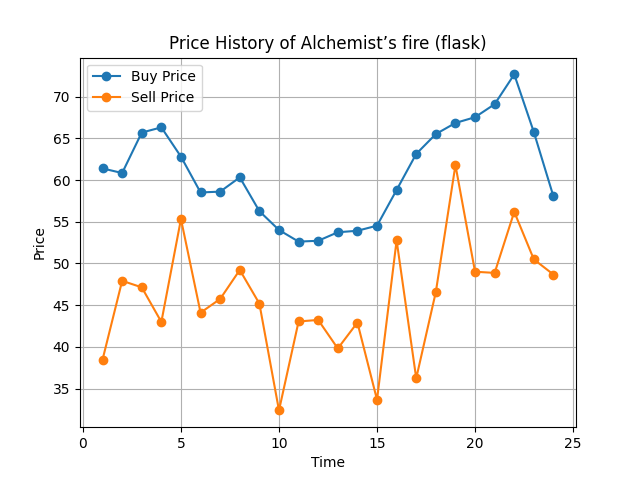 Price History of Alchemist’s fire (flask)
Buy Price
Sell Price
70
65
60
55
50
45
40
35
Price
0 5 10 15 20 25
Time